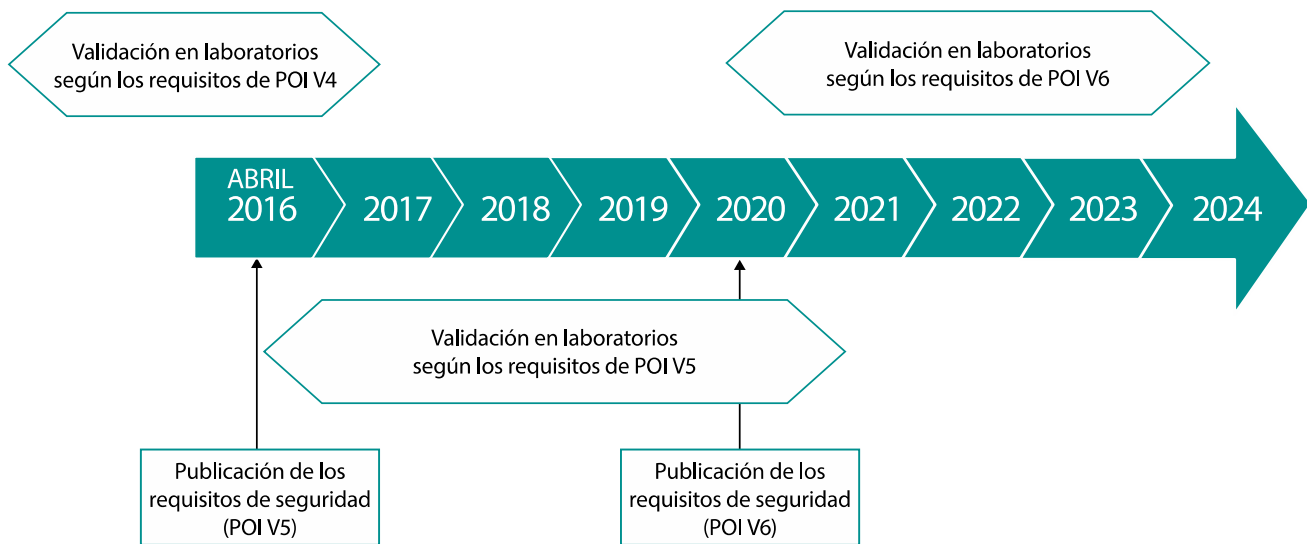 Validación en laboratorios
según los requisitos de POI V4
Validación en laboratorios
según los requisitos de POI V6
ABRIL
2016
2017
2018
2019
2020
2021
2022
2023
2024
Validación en laboratorios
según los requisitos de POI V5
Publicación de los
requisitos de seguridad
(POI V5)
Publicación de los
requisitos de seguridad
(POI V6)